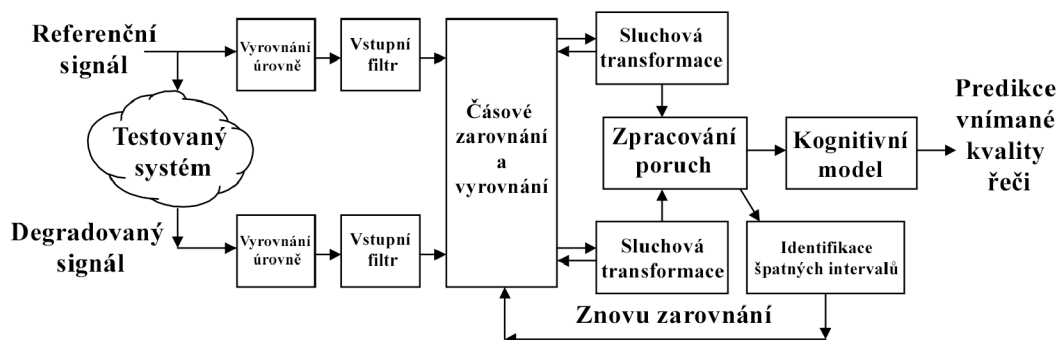 Referenční
signál
Vyrovnání
úrovně
Vstupní
filtr
Čásové
zarovnání
a
vyrovnání
Sluchová
transformace
Testovaný
systém
Zpracování
poruch
Kognitivní
model
Predikce
vnímané
kvality
řeči
Degradovaný
signál
Vyrovnání
úrovně
Vstupní
filtr
Sluchová
transformace
Identifikace
špatných intervalů
Znovu zarovnání